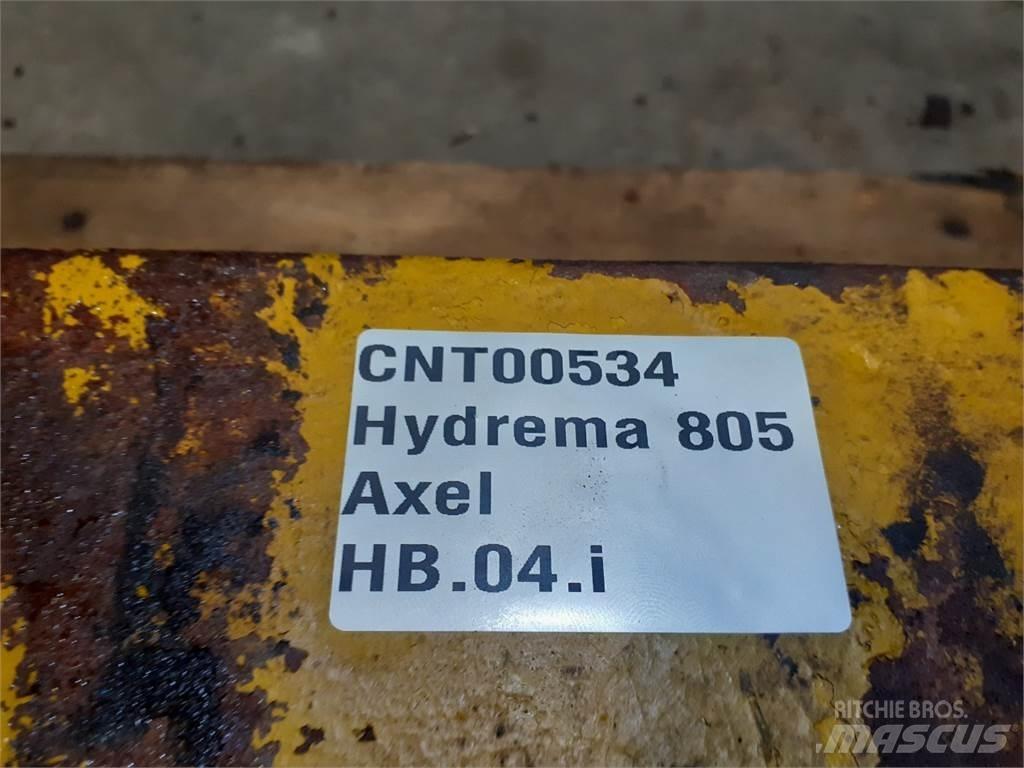 CNT00534
Hydrema 805
Axel
HB.04.i
RITCHIE BROS.
MASCUS